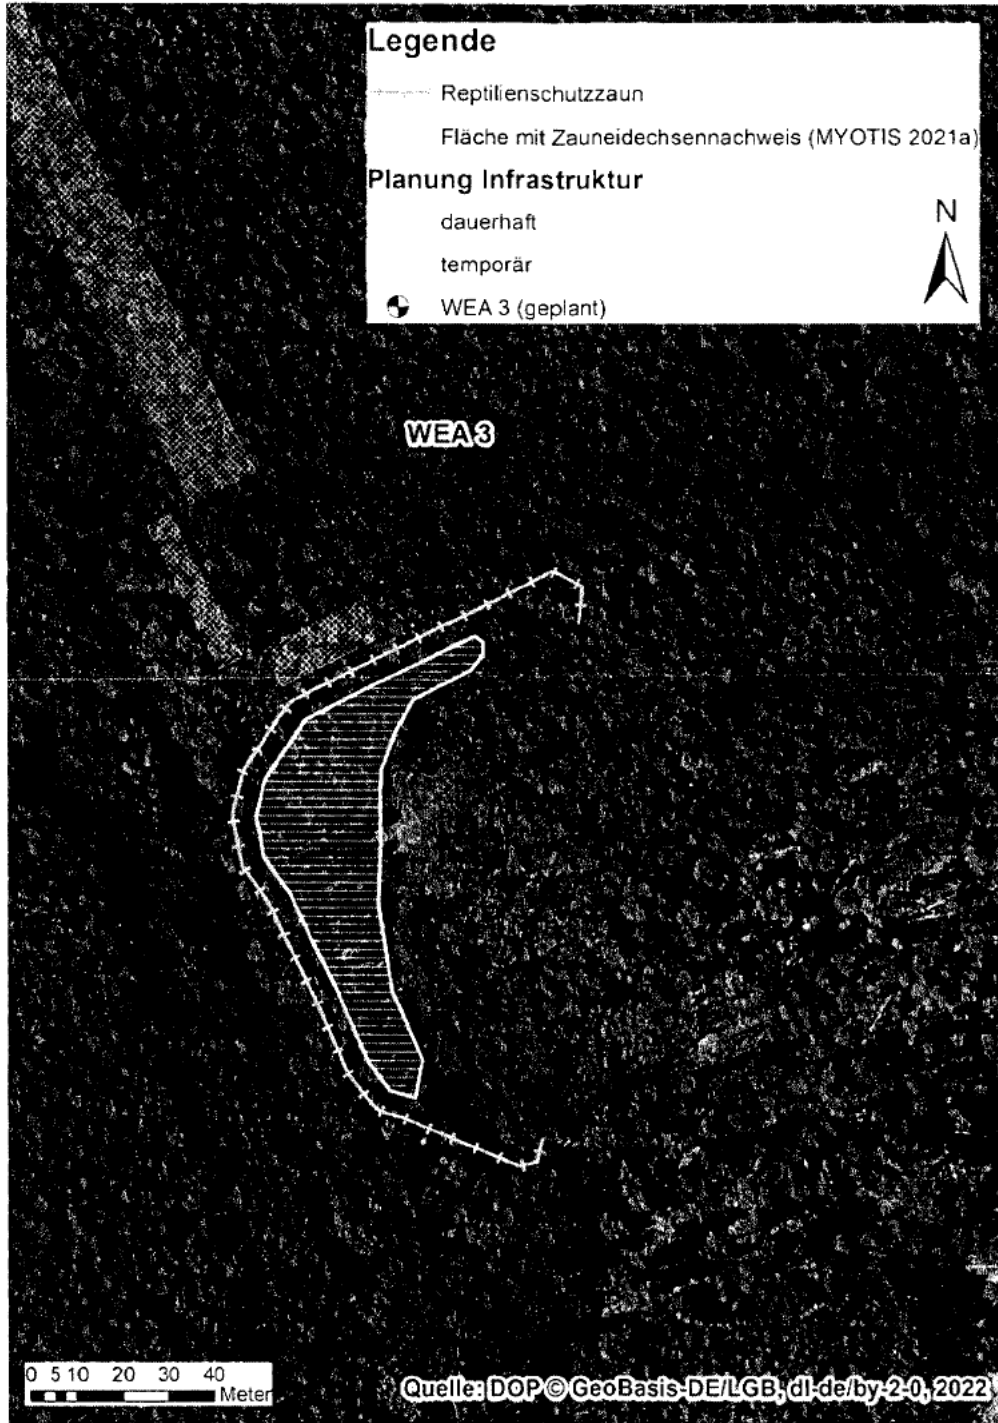 Legende
Reptilienschutzzaun
Fläche mit Zauneidechsennachweis (MYOTIS 2021a)
Planung Infrastruktur
dauerhaft
temporär
WEA 3 (geplant)
N
WEA 3
0 5 10 20 30 40
Meter
Quelle: DOP © GeoBasis-DE/LGB, dl-de/by-2-0, 2022